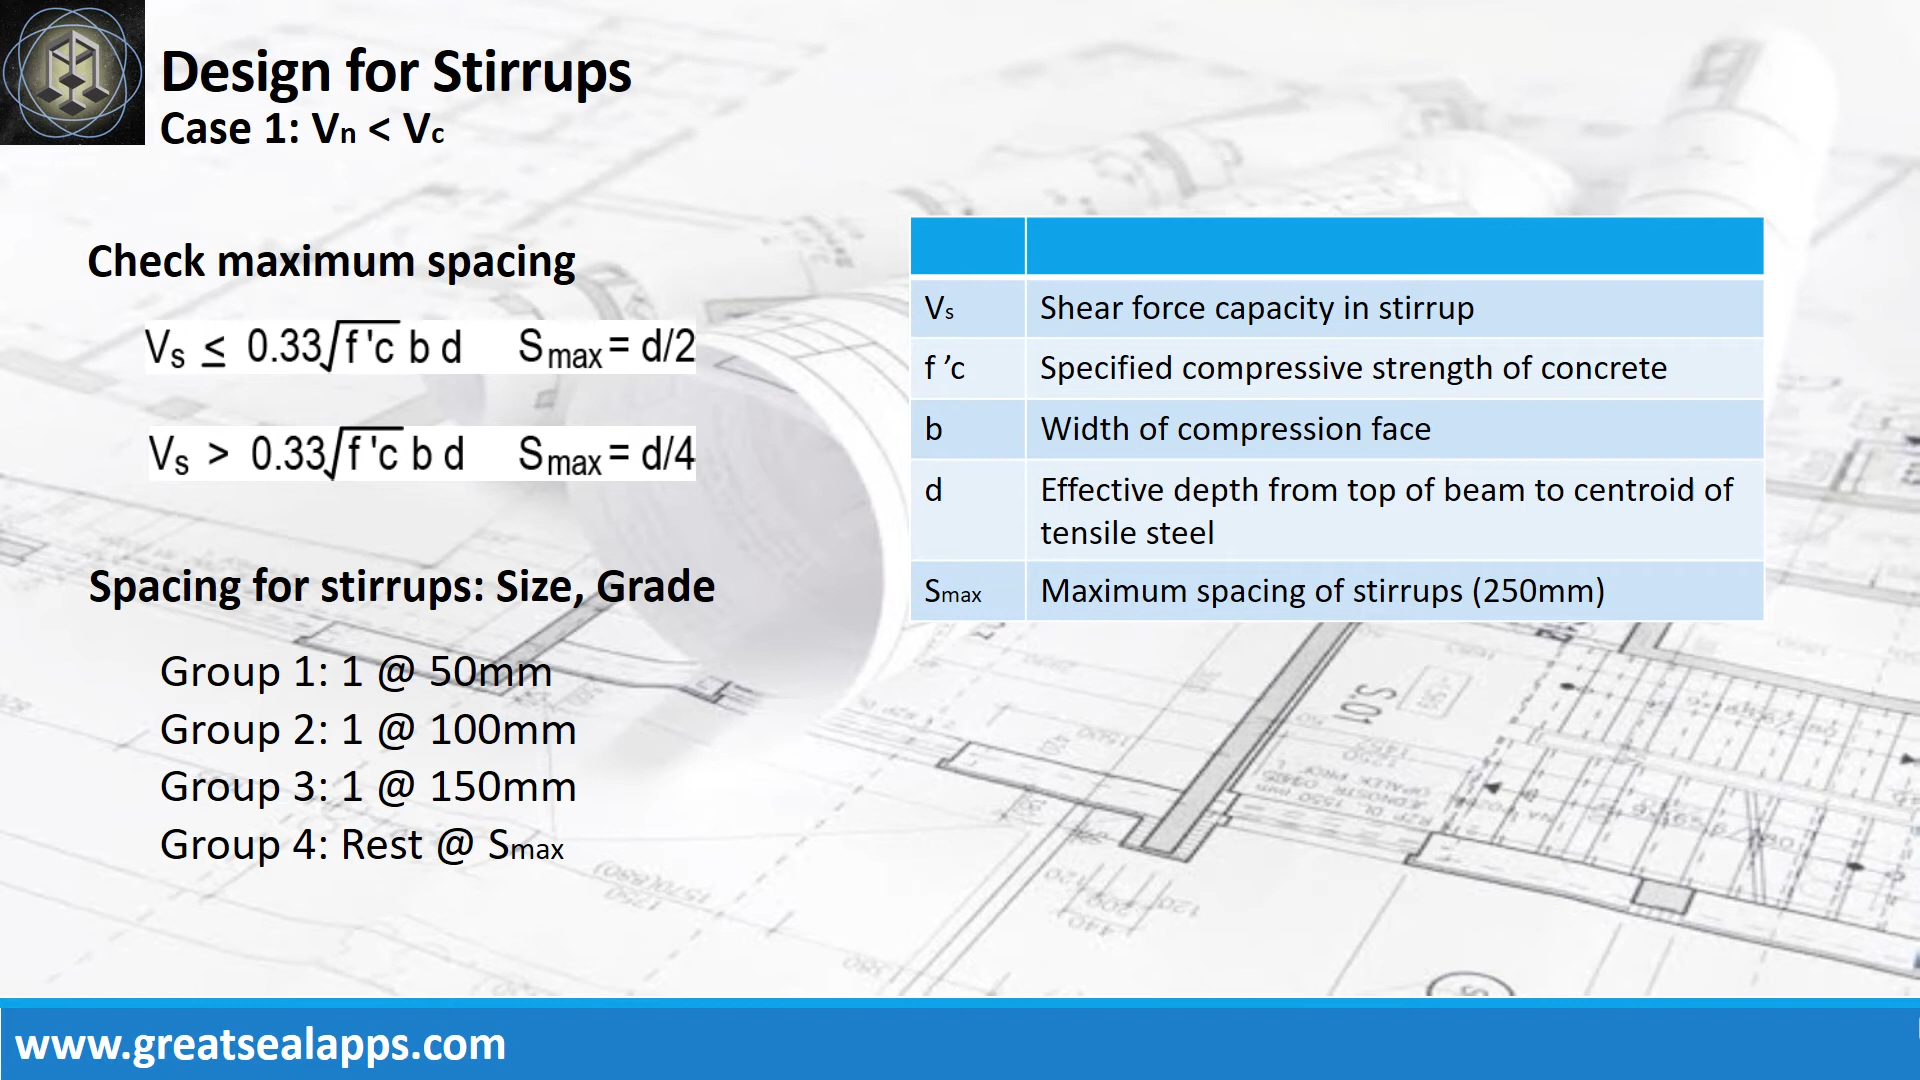 Design for Stirrups
Case 1: Vn < Vc
Check maximum spacing
Vs ≤ 0.33√f 'c b d Smax = d/2
Vs > 0.33√f 'c b d Smax = d/4
Spacing for stirrups: Size, Grade
Group 1: 1 @ 50mm
Group 2: 1 @ 100mm
Group 3: 1 @ 150mm
Group 4: Rest @ Smax
Vs Shear force capacity in stirrup
f ’c Specified compressive strength of concrete
b Width of compression face
d Effective depth from top of beam to centroid of
tensile steel
Smax Maximum spacing of stirrups (250mm)
www.greatsealapps.com